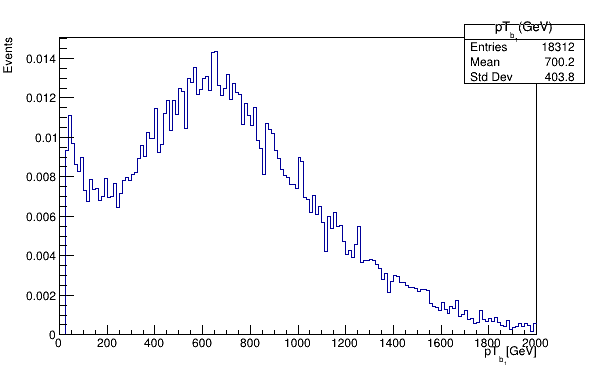 pT_b_1 (GeV)
Entries 18312
Mean 700.2
Std Dev 403.8
Events
0.014
0.012
0.01
0.008
0.006
0.004
0.002
0
0 200 400 600 800 1000 1200 1400 1600 1800 2000
pT_b_1 [GeV]